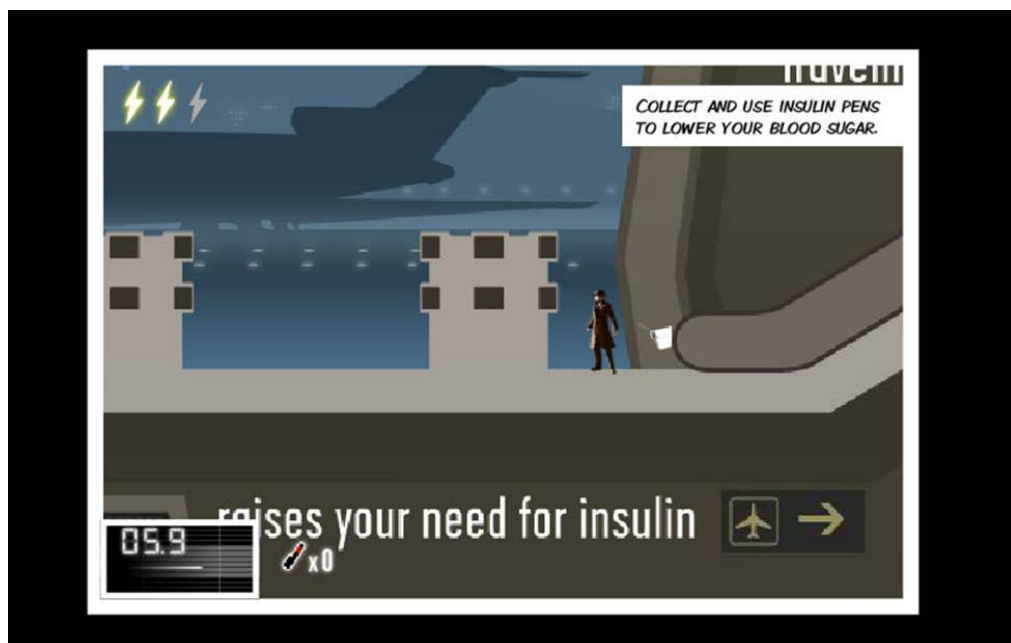 COLLECT AND USE INSULIN PENS
TO LOWER YOUR BLOOD SUGAR.
raises your need for insulin
05.9
x0